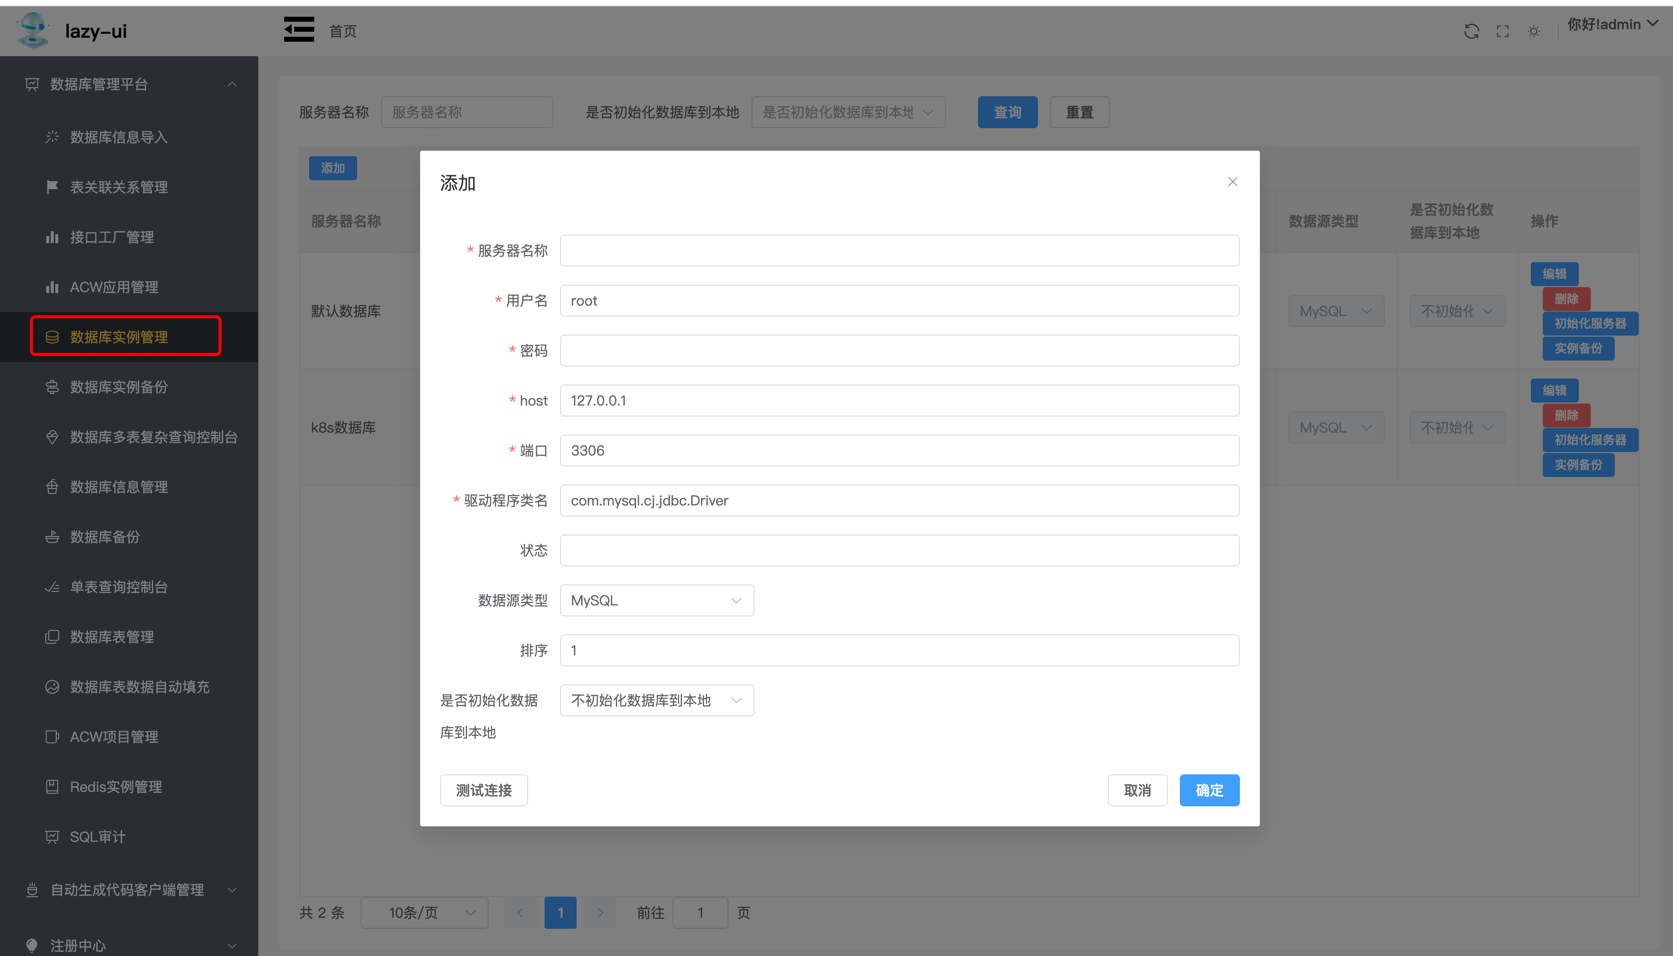 lazy-ui
首页
你好!admin
数据库管理平台
数据库信息导入
表关联关系管理
接口工厂管理
ACW应用管理
数据库实例管理
数据库实例备份
数据库多表复杂查询控制台
数据库信息管理
数据库备份
单表查询控制台
数据库表管理
数据库表数据自动填充
ACW项目管理
Redis实例管理
SQL审计
自动生成代码客户端管理
注册中心
服务器名称 服务器名称 是否初始化数据库到本地 是否初始化数据库到本地 查询 重置
添加
服务器名称 数据源类型 是否初始化数
据库到本地 操作
默认数据库 MySQL 不初始化 编辑
删除
初始化服务器
实例备份
k8s数据库 MySQL 不初始化 编辑
删除
初始化服务器
实例备份
共 2 条 10条/页 1 前往 1 页
添加
* 服务器名称
* 用户名 root
* 密码
* host 127.0.0.1
* 端口 3306
* 驱动程序类名 com.mysql.cj.jdbc.Driver
状态
数据源类型 MySQL
排序 1
是否初始化数据 不初始化数据库到本地
库到本地
测试连接 取消 确定